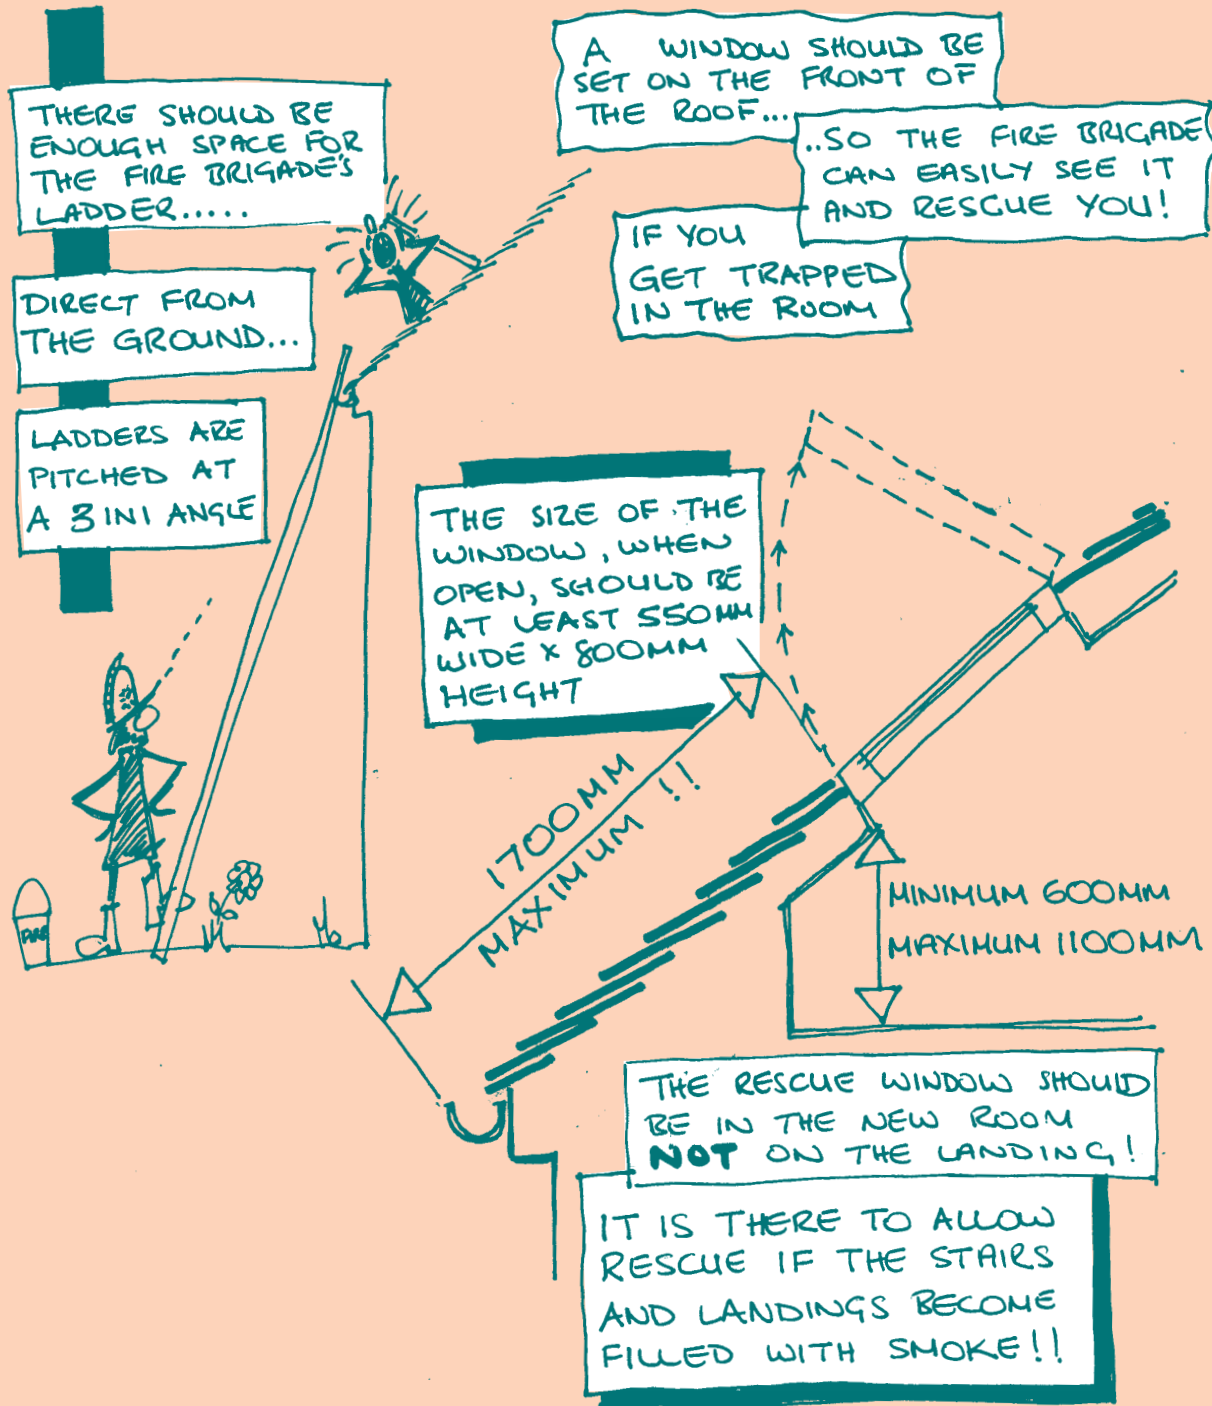 THERE SHOULD BE
ENOUGH SPACE FOR
THE FIRE BRIGADE'S
LADDER.....
DIRECT FROM
THE GROUND...
LADDERS ARE
PITCHED AT
A 3 IN 1 ANGLE
A WINDOW SHOULD BE
SET ON THE FRONT OF
THE ROOF...
..SO THE FIRE BRIGADE
CAN EASILY SEE IT
AND RESCUE YOU!
IF YOU
GET TRAPPED
IN THE ROOM
THE SIZE OF THE
WINDOW, WHEN
OPEN, SHOULD BE
AT LEAST 550MM
WIDE X 800MM
HEIGHT
1700MM
MAXIMUM !!
MINIMUM 600MM
MAXIMUM 1100MM
FIRE
THE RESCUE WINDOW SHOULD
BE IN THE NEW ROOM
NOT ON THE LANDING!
IT IS THERE TO ALLOW
RESCUE IF THE STAIRS
AND LANDINGS BECOME
FILLED WITH SMOKE!!